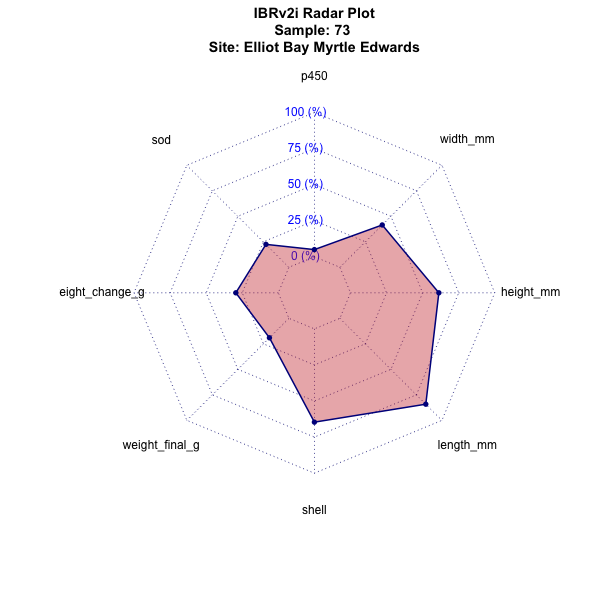 IBRv2i Radar Plot
Sample: 73
Site: Elliot Bay Myrtle Edwards
p450
100 (%)
sod
width_mm
75 (%)
50 (%)
25 (%)
0 (%)
eight_change_g
height_mm
weight_final_g
length_mm
shell